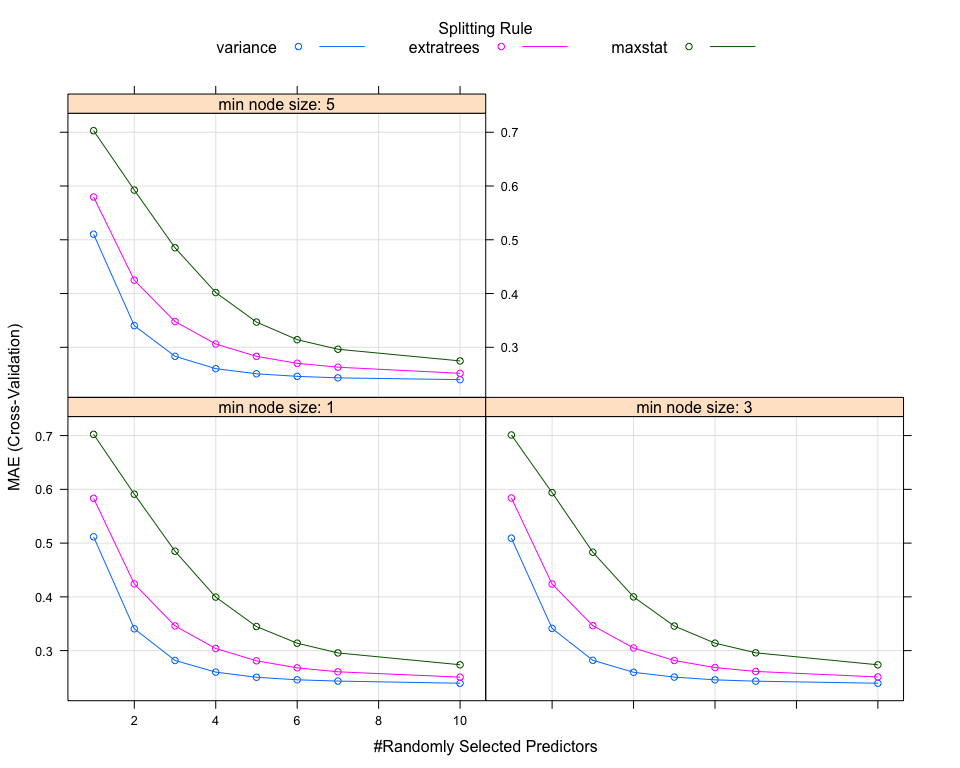 Splitting Rule
variance extratrees maxstat
min node size: 5
0.7
0.6
0.5
0.4
0.3
MAE (Cross-Validation)
min node size: 1 min node size: 3
0.7
0.6
0.5
0.4
0.3
2 4 6 8 10
#Randomly Selected Predictors